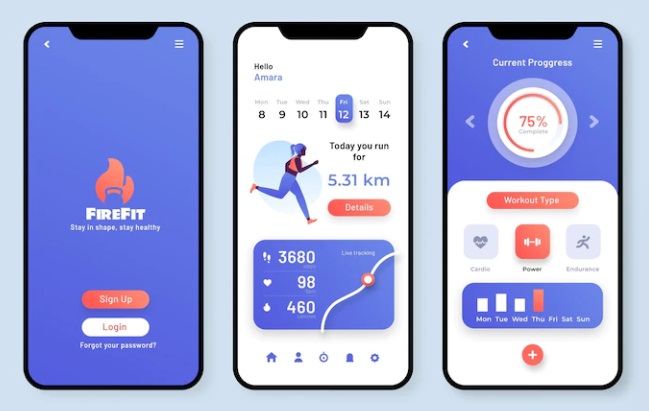 FIREFIT
Stay in shape, stay healthy
Sign Up
Login
Forgot your password?
Hello
Amara
Mon Tue Wed Thu Fri Sat Sun
8 9 10 11 12 13 14
Today you run
for
5.31 km
Details
3680
Live tracking
98
460
Current Proggress
75%
Complete
Workout Type
Cardio Power Endurance
Mon Tue Wed Thu Fri Sat Sun